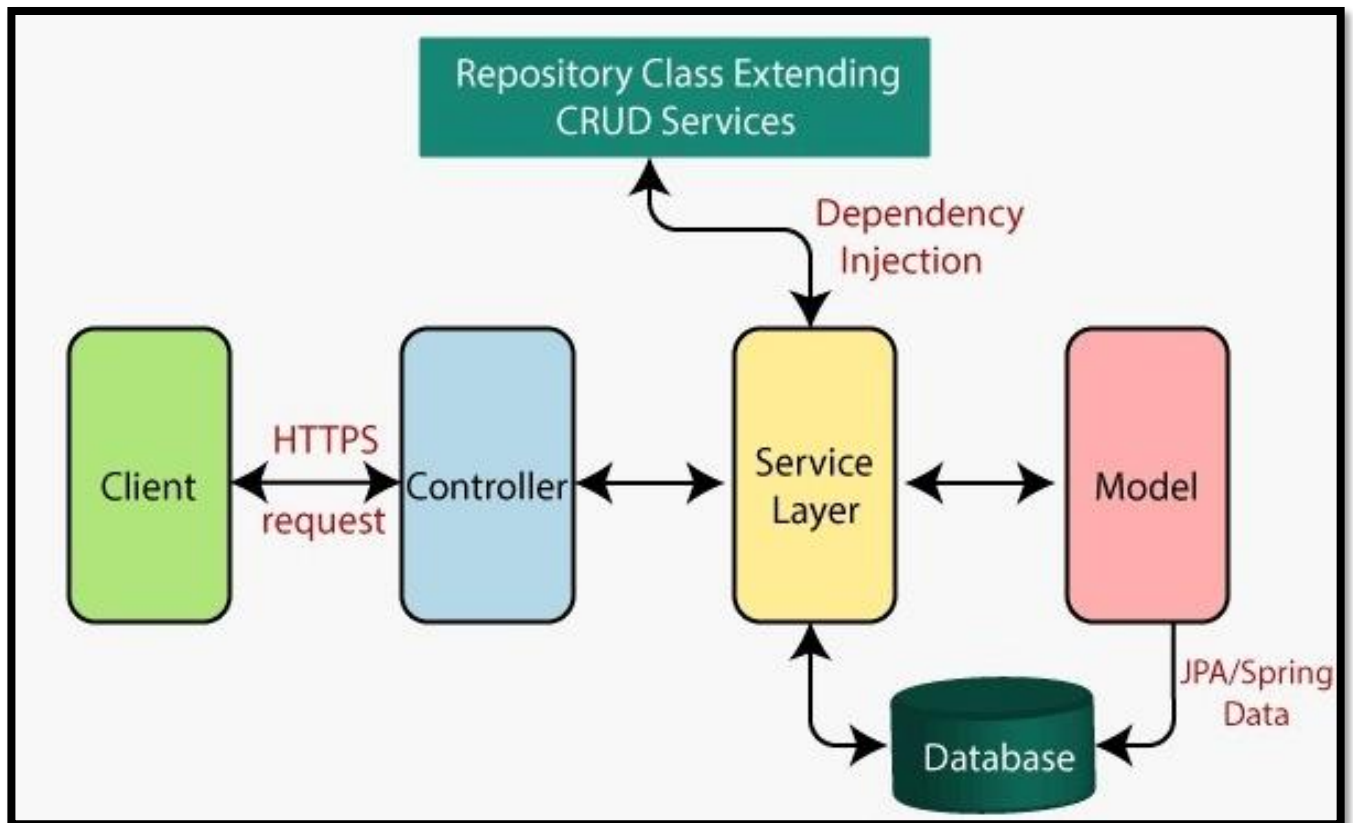 Repository Class Extending
CRUD Services
Dependency
Injection
Client
HTTPS
request
Controller
Service
Layer
Model
JPA/Spring
Data
Database